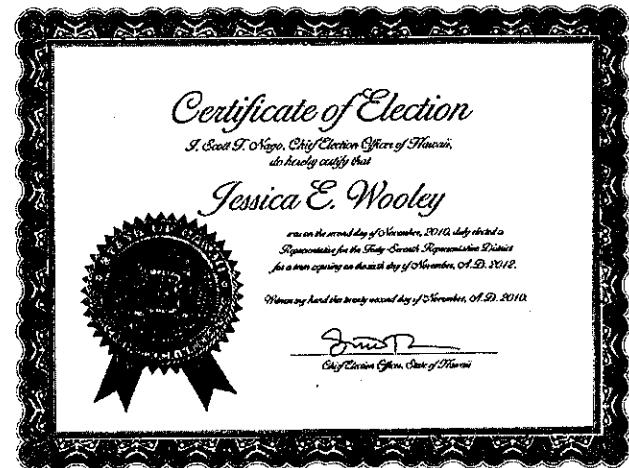 Certificate of Election
I, Scott T. Nago, Chief Election Officer of Hawaii,
do hereby certify that
Jessica E. Wooley
was on the second day of November, 2010, duly elected a
Representative for the Forty-Seventh Representative District
for a term expiring on the sixth day of November, A.D. 2012.
Witness my hand this twenty second day of November, A.D. 2010.
Chief Election Officer, State of Hawaii